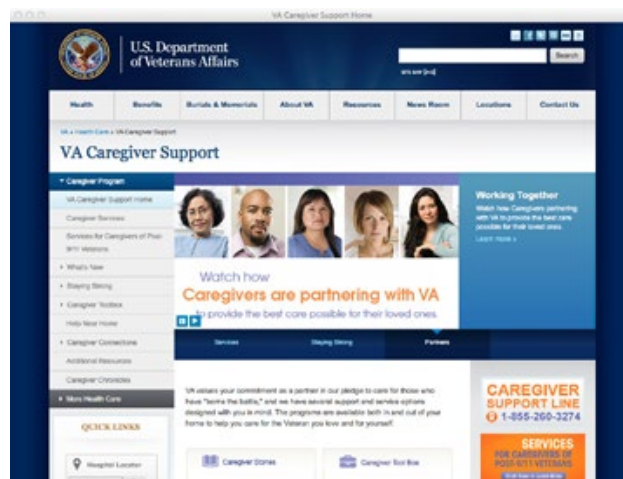 VA Caregiver Support Home
U.S. Department
of Veterans Affairs
Search
Health Benefits Burials & Memorials About VA Resources News Room Locations Contact Us
VA » Health Care » VA Caregiver Support
VA Caregiver Support
Caregiver Program
VA Caregiver Support Home
Caregiver Services
Services for Caregivers of Post-
9/11 Veterans
What's New
Staying Strong
Caregiver Toolbox
Help Near Home
Caregiver Connections
Additional Resources
Caregiver Chronicles
More Health Care
QUICK LINKS
Hospital Locator
Working Together
Watch how Caregivers partnering
with VA to provide the best care
possible for their loved ones.
Learn more »
Watch how
Caregivers are partnering with VA
to provide the best care possible for their loved ones.
Services Staying Strong Partners
VA values your commitment as a partner in our pledge to care for those who
have "borne the battle," and we have several support and service options
designed with you in mind. The programs are available both in and out of your
home to help you care for the Veteran you love and for yourself.
Caregiver Stories
Caregiver Tool Box
CAREGIVER
SUPPORT LINE
1-855-260-3274
SERVICES
FOR CAREGIVERS OF
POST-9/11 VETERANS